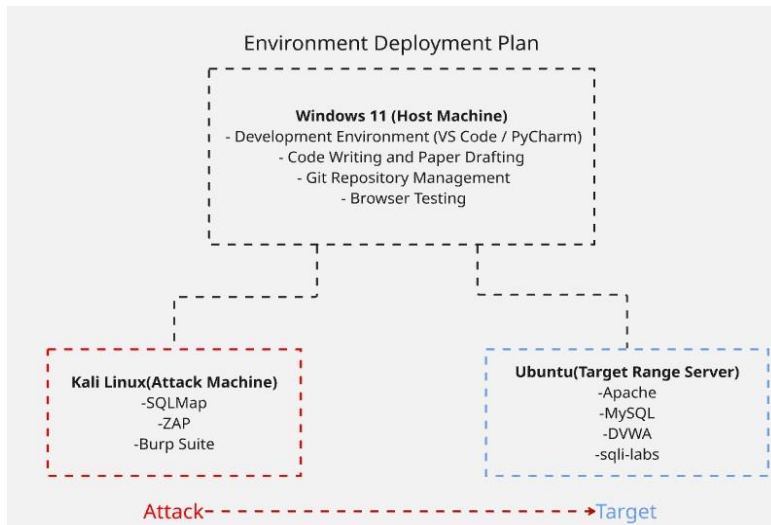 Environment Deployment Plan
Windows 11 (Host Machine)
- Development Environment (VS Code / PyCharm)
- Code Writing and Paper Drafting
- Git Repository Management
- Browser Testing
Kali Linux(Attack Machine)
-SQLMap
-ZAP
-Burp Suite
Ubuntu(Target Range Server)
-Apache
-MySQL
-DVWA
-sqli-labs
Attack
Target